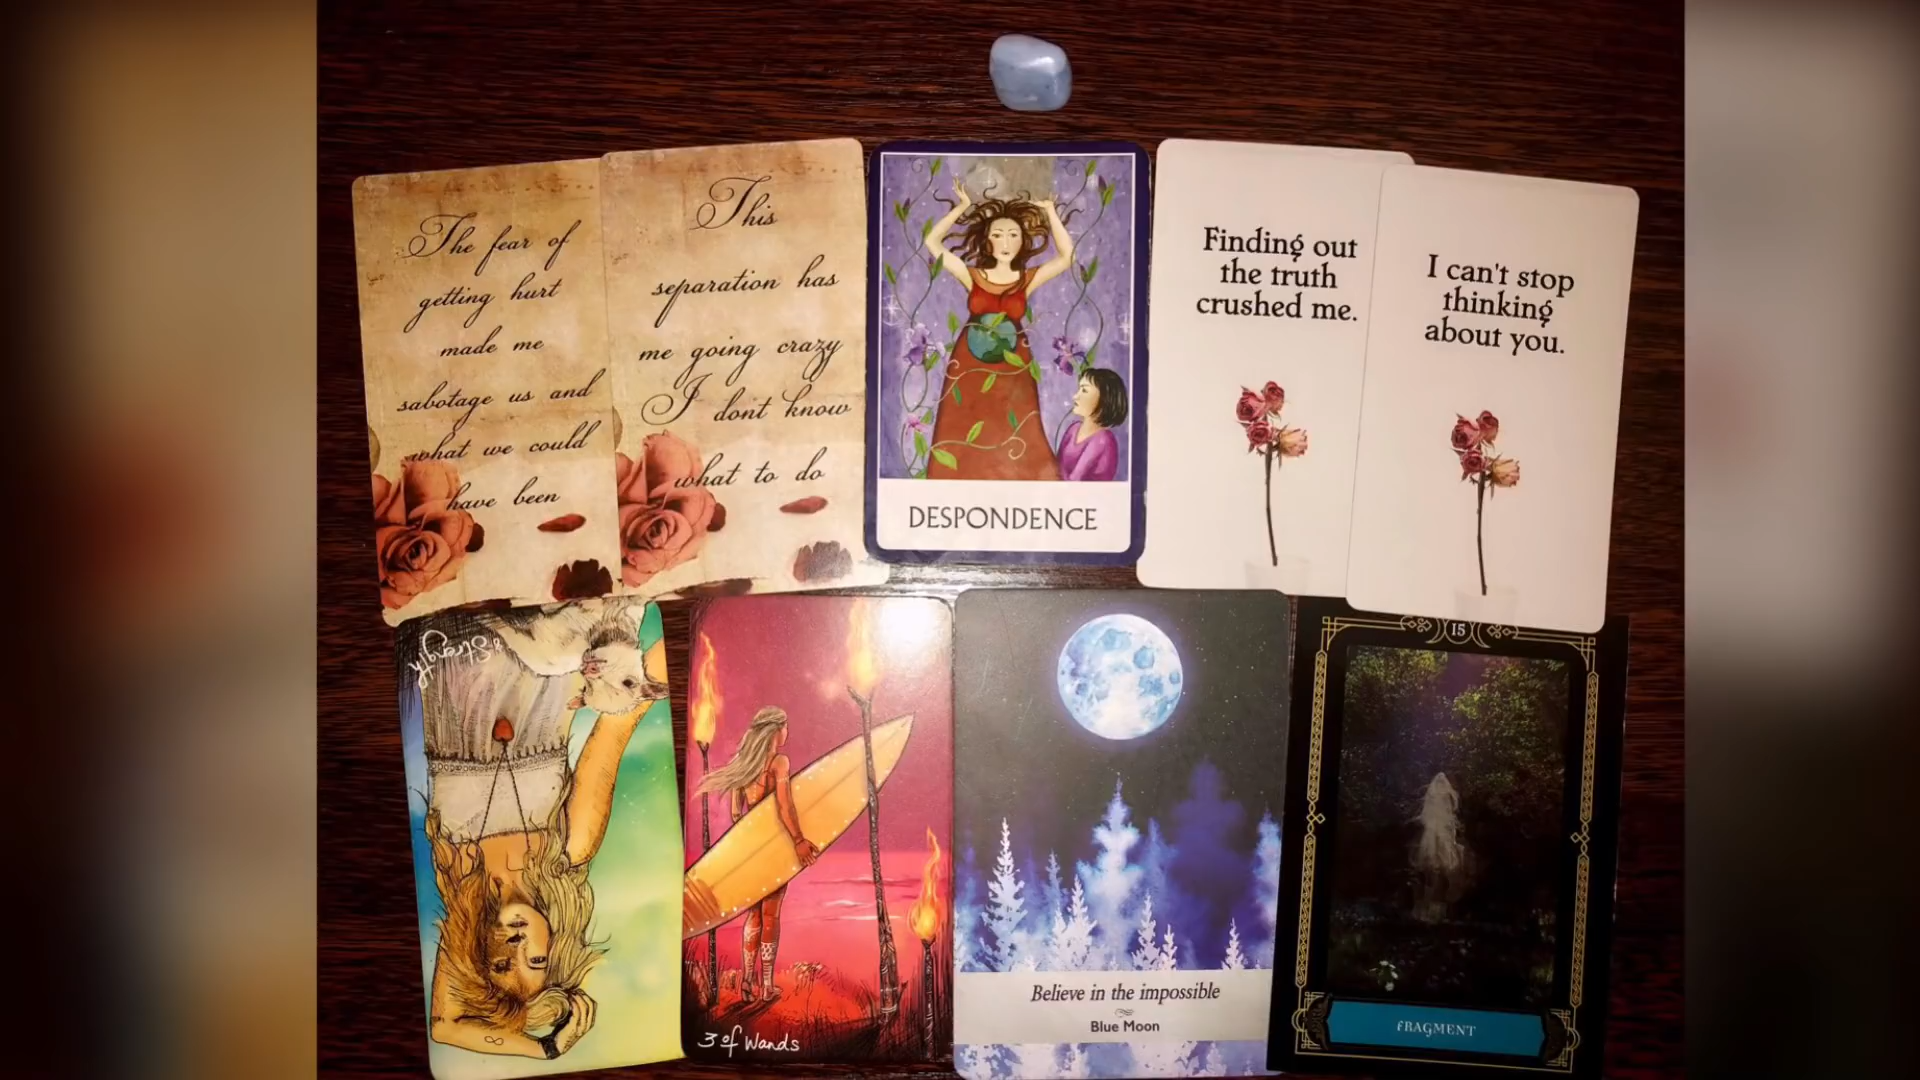 The fear of
getting hurt
made me
sabotage us and
what we could
have been
This
separation has
me going crazy
I dont know
what to do
DESPONDENCE
Finding out
the truth
crushed me.
I can't stop
thinking
about you.
8 Strength
3 of Wands
Believe in the impossible
Blue Moon
15
FRAGMENT